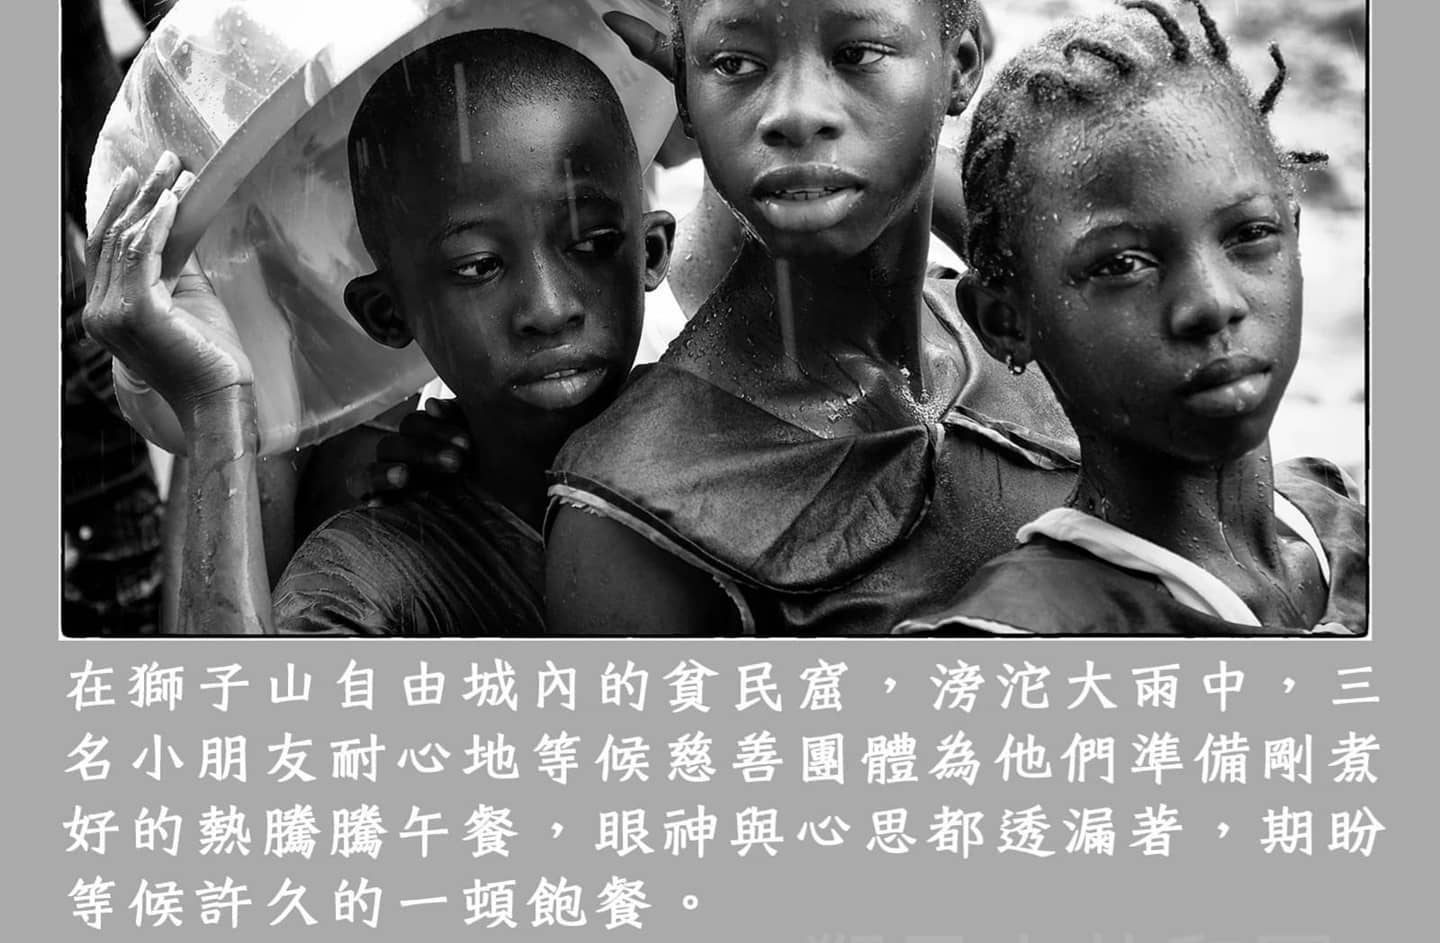 在獅子山自由城內的貧民窟，滂沱大雨中，三
名小朋友耐心地等候慈善團體為他們準備剛煮
好的熱騰騰午餐，眼神與心思都透漏著，期盼
等候許久的一頓飽餐。